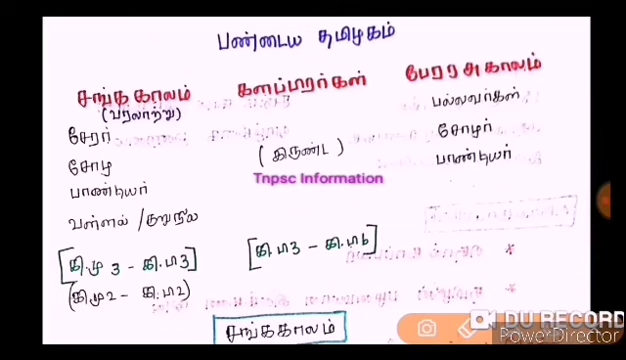 பண்டைய தமிழகம்
சங்க காலம் களப்பிரர்கள் பேரரசு காலம்
(வரலாற்று) பல்லவர்கள்
சேரர் சோழர்
சோழ (இருண்ட) பாண்டியர்
பாண்டியர் Tnpsc Information
வள்ளல் / குறுநில
[கி.மு 3 - கி.பி 3] [கி.பி 3 - கி.பி 6]
(கி.மு 2 - கி.பி 2)
சங்ககாலம்
DU RECORD
PowerDirector